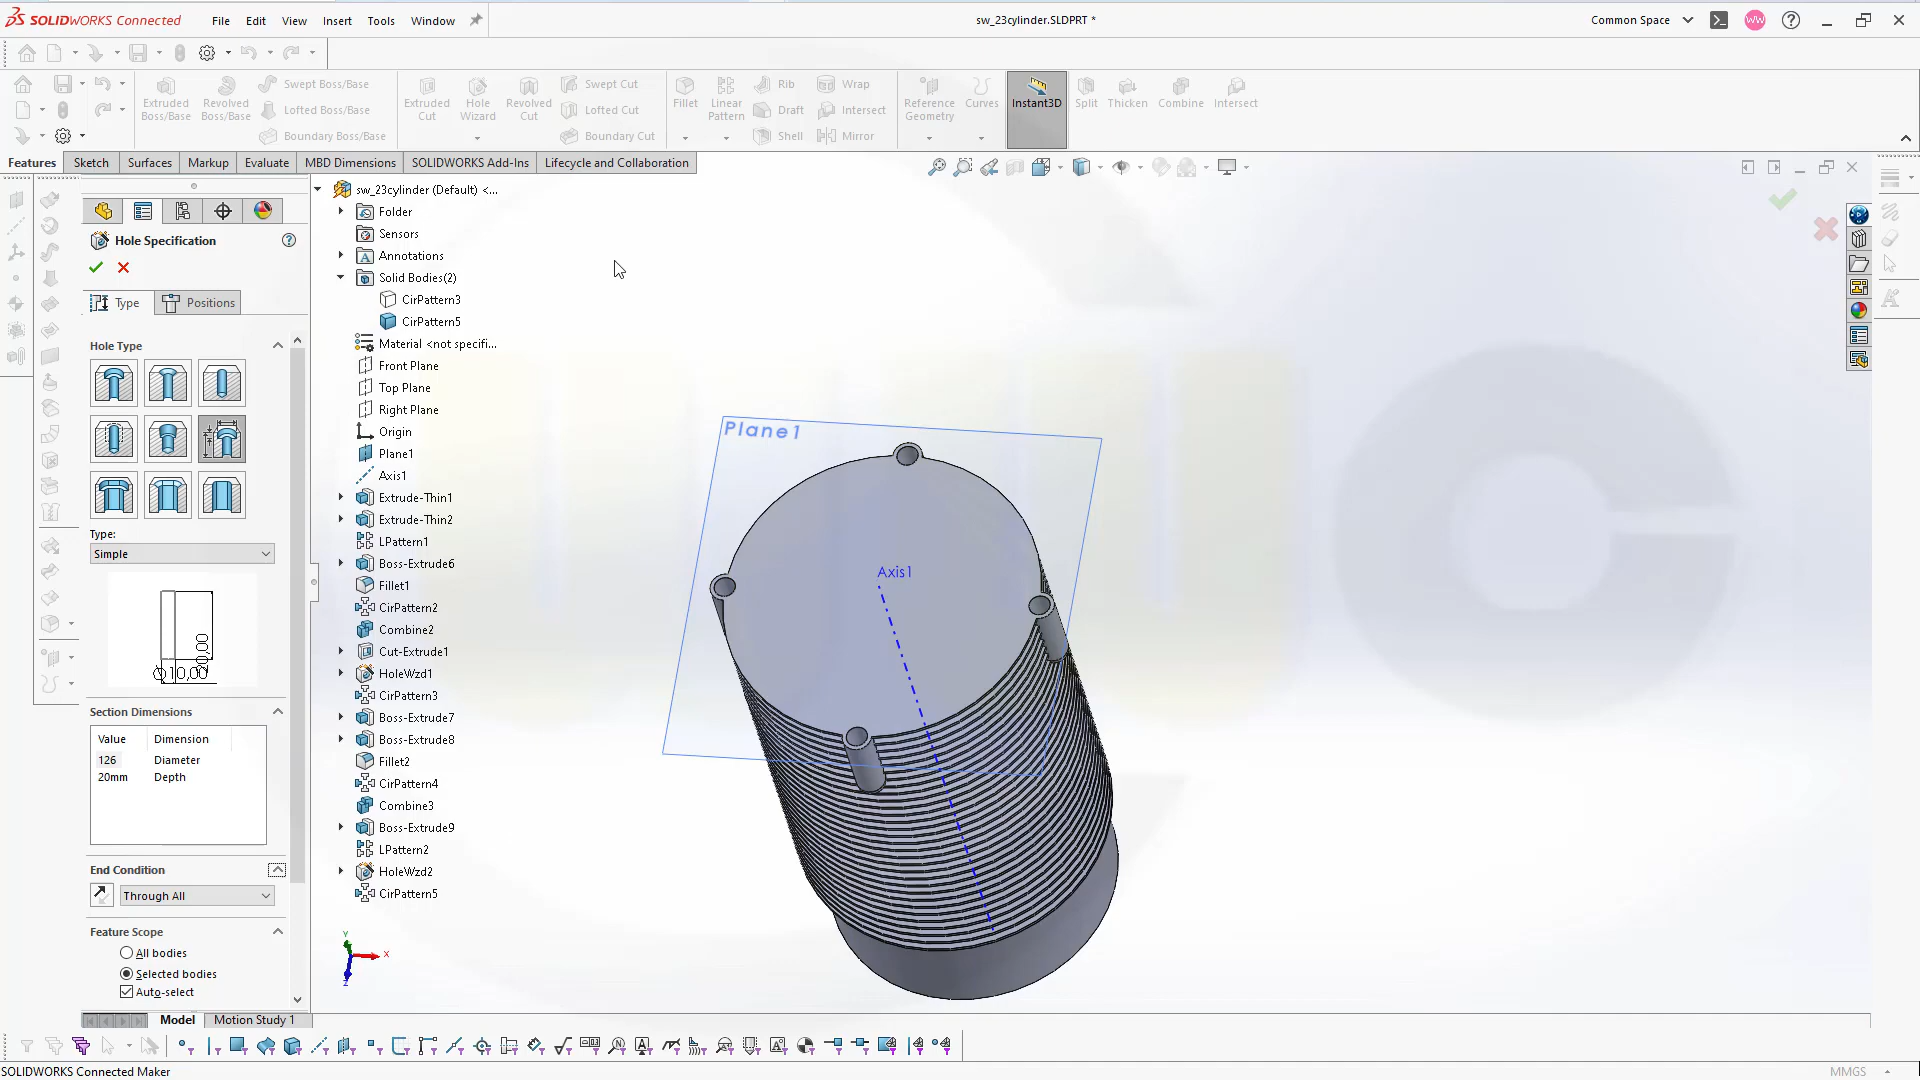 SOLIDWORKS Connected
File Edit View Insert Tools Window
sw_23cylinder.SLDPRT *
Common Space
WW
Extruded Boss/Base
Revolved Boss/Base
Swept Boss/Base
Lofted Boss/Base
Boundary Boss/Base
Extruded Cut
Hole Wizard
Revolved Cut
Swept Cut
Lofted Cut
Boundary Cut
Fillet
Linear Pattern
Rib
Draft
Shell
Wrap
Intersect
Mirror
Reference Geometry
Curves
Instant3D
Split
Thicken
Combine
Intersect
Features Sketch Surfaces Markup Evaluate MBD Dimensions SOLIDWORKS Add-Ins Lifecycle and Collaboration
Hole Specification
Type
Positions
Hole Type
Type:
Simple
20,00
∅10,00
Section Dimensions
Value Dimension
126 Diameter
20mm Depth
End Condition
Through All
Feature Scope
All bodies
Selected bodies
Auto-select
sw_23cylinder (Default) <...
Folder
Sensors
Annotations
Solid Bodies(2)
CirPattern3
CirPattern5
Material <not specifi...
Front Plane
Top Plane
Right Plane
Origin
Plane1
Axis1
Extrude-Thin1
Extrude-Thin2
LPattern1
Boss-Extrude6
Fillet1
CirPattern2
Combine2
Cut-Extrude1
HoleWzd1
CirPattern3
Boss-Extrude7
Boss-Extrude8
Fillet2
CirPattern4
Combine3
Boss-Extrude9
LPattern2
HoleWzd2
CirPattern5
Plane1
Axis1
Y
X
Z
Model
Motion Study 1
SOLIDWORKS Connected Maker
MMGS